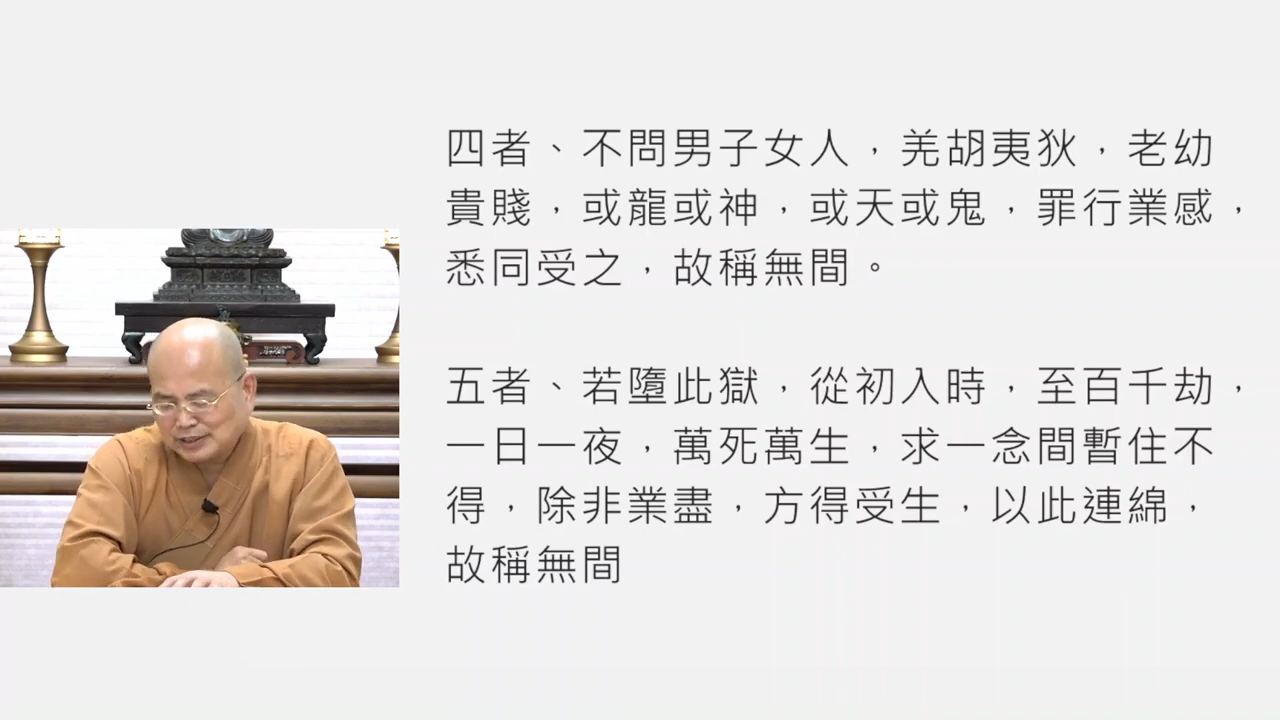 四者、不問男子女人，羌胡夷狄，老幼
貴賤，或龍或神，或天或鬼，罪行業感，
悉同受之，故稱無間。
五者、若墮此獄，從初入時，至百千劫，
一日一夜，萬死萬生，求一念間暫住不
得，除非業盡，方得受生，以此連綿，
故稱無間